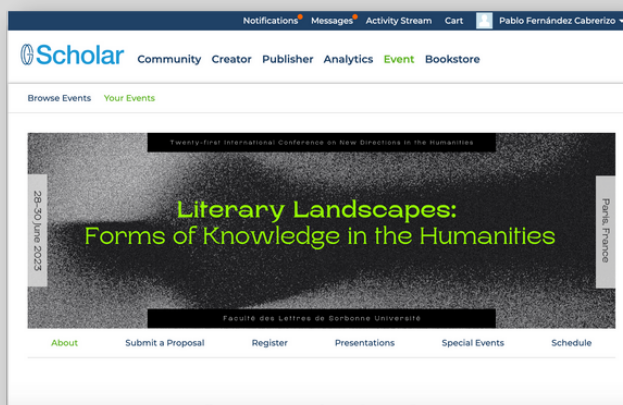 Notifications Messages Activity Stream Cart Pablo Fernández Cabrerizo
Scholar Community Creator Publisher Analytics Event Bookstore
Browse Events Your Events
Twenty-first International Conference on New Directions in the Humanities
28-30 June 2023
Literary Landscapes:
Forms of Knowledge in the Humanities
Paris, France
Faculté des Lettres de Sorbonne Université
About Submit a Proposal Register Presentations Special Events Schedule